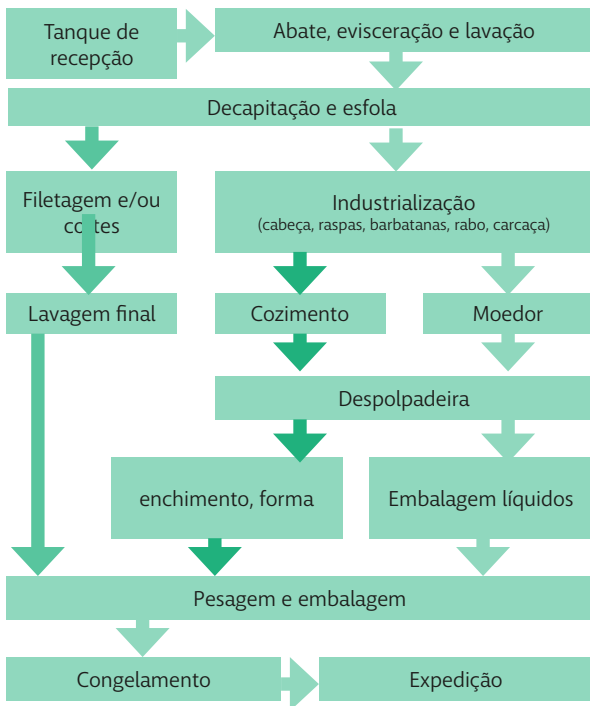 Tanque de
recepção
Abate, evisceração e lavação
Decapitação e esfola
Filetagem e/ou
cortes
Industrialização
(cabeça, raspas, barbatanas, rabo, carcaça)
Lavagem final
Cozimento
Moedor
Despolpadeira
enchimento, forma
Embalagem líquidos
Pesagem e embalagem
Congelamento
Expedição